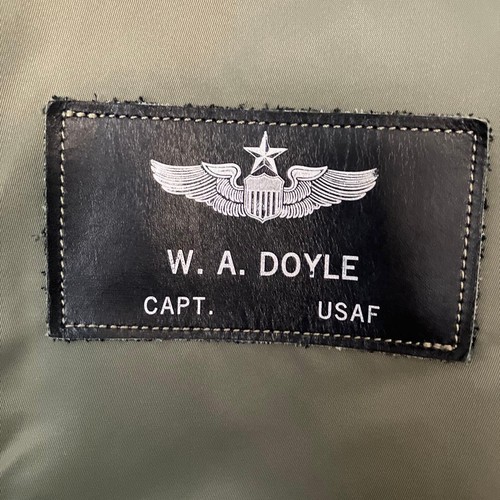 W. A. DOYLE
CAPT. USAF